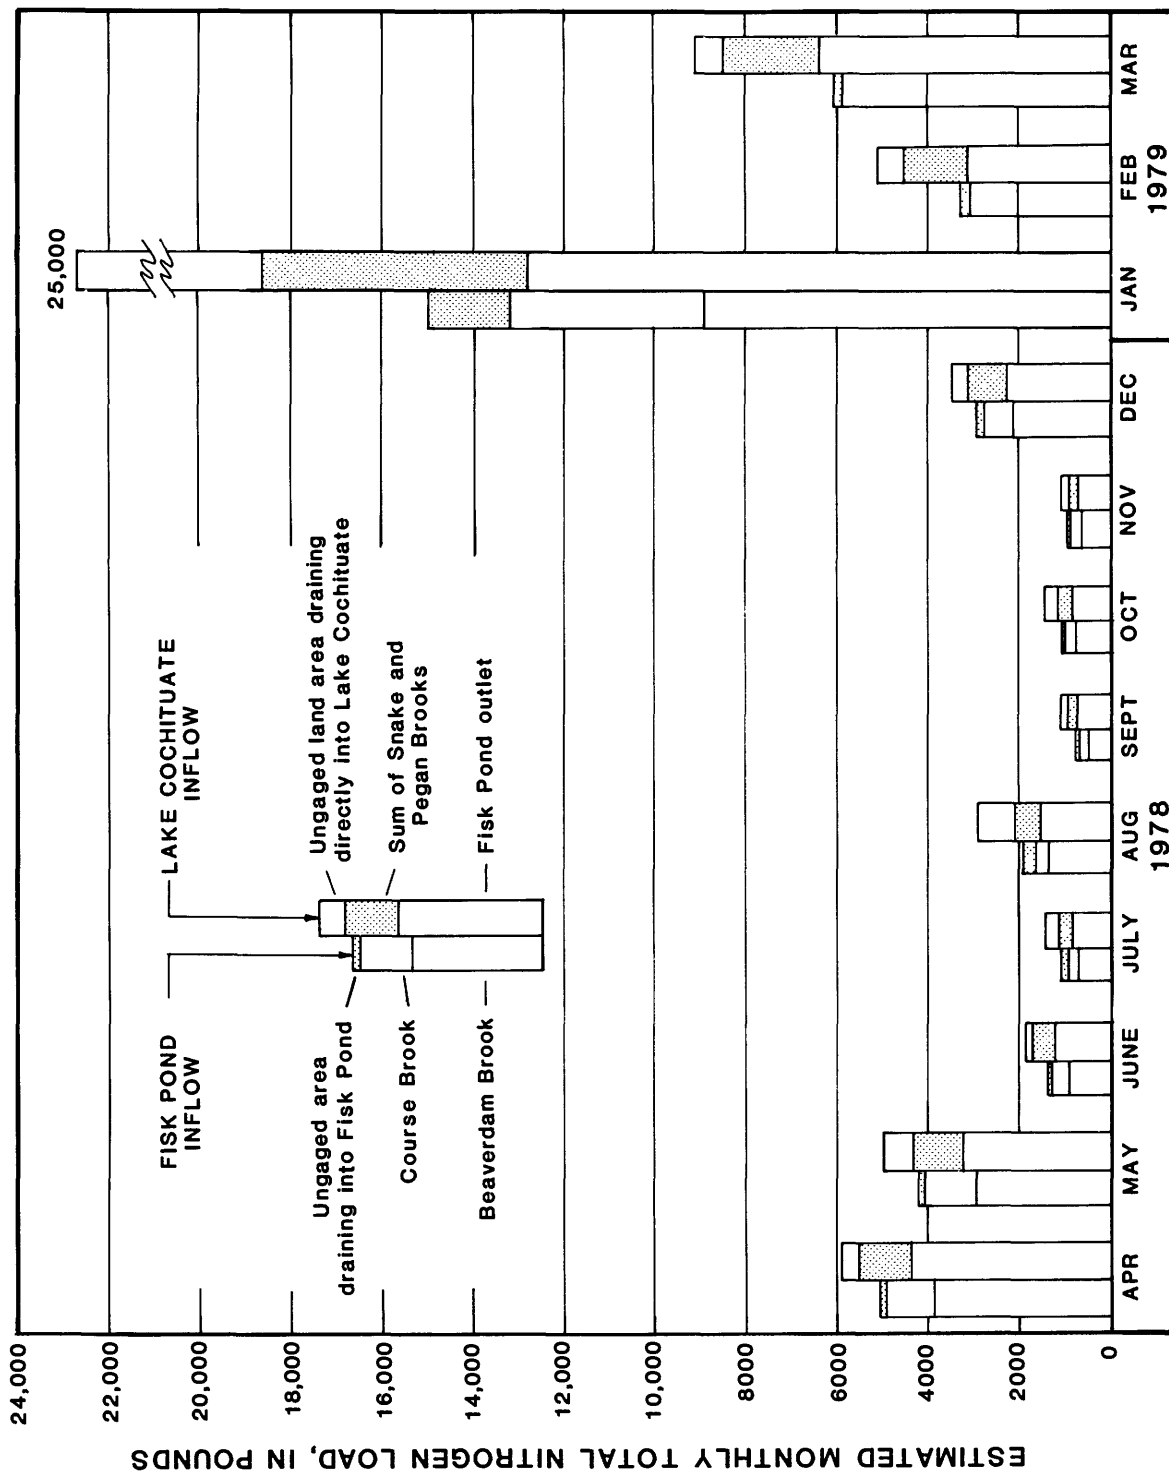 ESTIMATED MONTHLY TOTAL NITROGEN LOAD, IN POUNDS
24,000
22,000
20,000
18,000
16,000
14,000
12,000
10,000
8000
6000
4000
2000
0
FISK POND
INFLOW
LAKE COCHITUATE
INFLOW
Ungaged area
draining into Fisk Pond
Course Brook
Beaverdam Brook
Ungaged land area draining
directly into Lake Cochituate
Sum of Snake and
Pegan Brooks
Fisk Pond outlet
25,000
APR
MAY
JUNE
JULY
AUG
SEPT
OCT
NOV
DEC
JAN
FEB
MAR
1978
1979